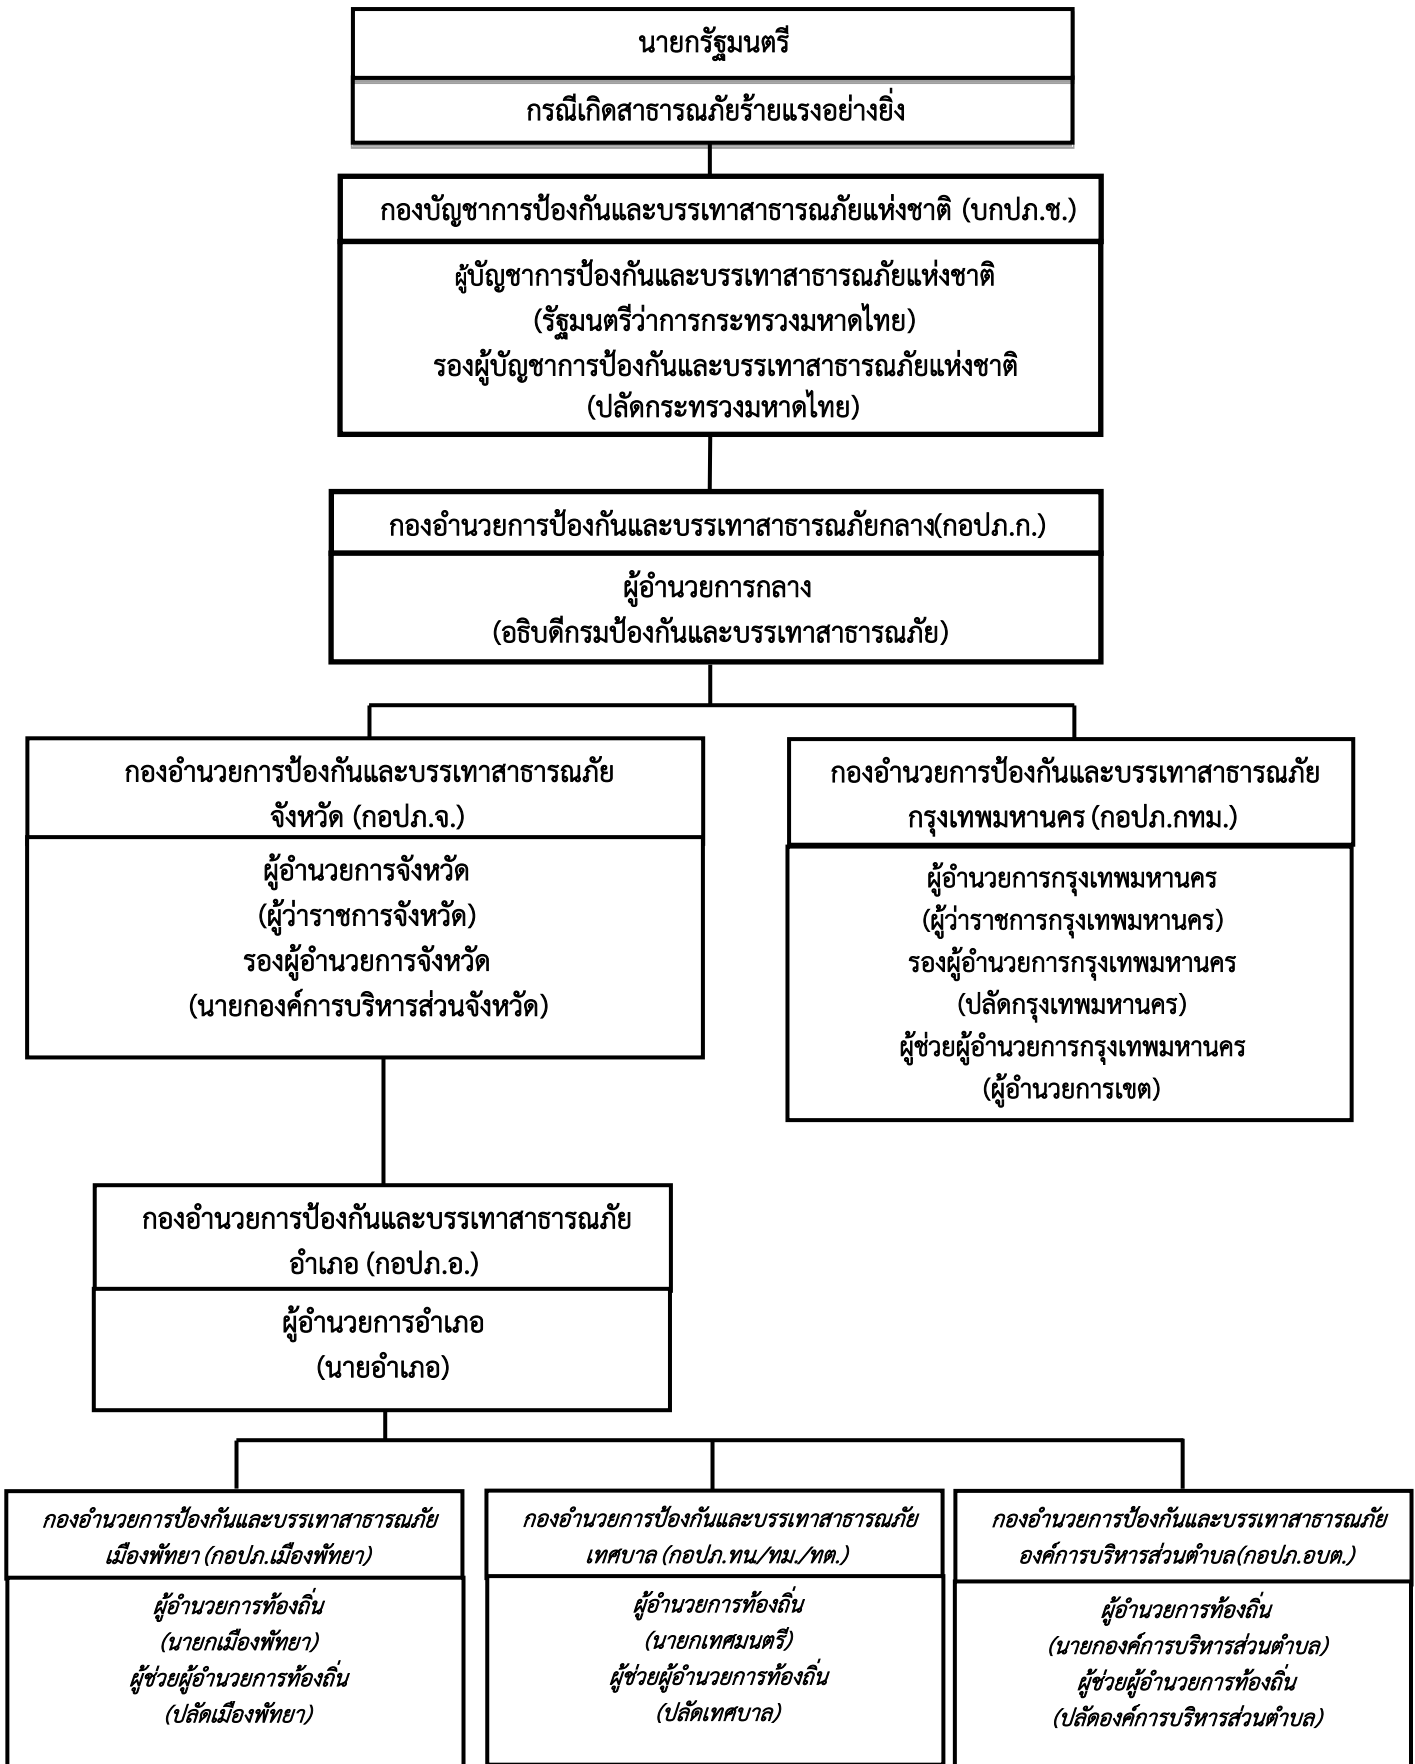 นายกรัฐมนตรี
กรณีเกิดสาธารณภัยร้ายแรงอย่างยิ่ง
กองบัญชาการป้องกันและบรรเทาสาธารณภัยแห่งชาติ (บกปภ.ช.)
ผู้บัญชาการป้องกันและบรรเทาสาธารณภัยแห่งชาติ
(รัฐมนตรีว่าการกระทรวงมหาดไทย)
รองผู้บัญชาการป้องกันและบรรเทาสาธารณภัยแห่งชาติ
(ปลัดกระทรวงมหาดไทย)
กองอำนวยการป้องกันและบรรเทาสาธารณภัยกลาง(กอปภ.ก.)
ผู้อำนวยการกลาง
(อธิบดีกรมป้องกันและบรรเทาสาธารณภัย)
กองอำนวยการป้องกันและบรรเทาสาธารณภัย
จังหวัด (กอปภ.จ.)
ผู้อำนวยการจังหวัด
(ผู้ว่าราชการจังหวัด)
รองผู้อำนวยการจังหวัด
(นายกองค์การบริหารส่วนจังหวัด)
กองอำนวยการป้องกันและบรรเทาสาธารณภัย
กรุงเทพมหานคร (กอปภ.กทม.)
ผู้อำนวยการกรุงเทพมหานคร
(ผู้ว่าราชการกรุงเทพมหานคร)
รองผู้อำนวยการกรุงเทพมหานคร
(ปลัดกรุงเทพมหานคร)
ผู้ช่วยผู้อำนวยการกรุงเทพมหานคร
(ผู้อำนวยการเขต)
กองอำนวยการป้องกันและบรรเทาสาธารณภัย
อำเภอ (กอปภ.อ.)
ผู้อำนวยการอำเภอ
(นายอำเภอ)
กองอำนวยการป้องกันและบรรเทาสาธารณภัย
เมืองพัทยา (กอปภ.เมืองพัทยา)
ผู้อำนวยการท้องถิ่น
(นายกเมืองพัทยา)
ผู้ช่วยผู้อำนวยการท้องถิ่น
(ปลัดเมืองพัทยา)
กองอำนวยการป้องกันและบรรเทาสาธารณภัย
เทศบาล (กอปภ.ทน./ทม./ทต.)
ผู้อำนวยการท้องถิ่น
(นายกเทศมนตรี)
ผู้ช่วยผู้อำนวยการท้องถิ่น
(ปลัดเทศบาล)
กองอำนวยการป้องกันและบรรเทาสาธารณภัย
องค์การบริหารส่วนตำบล(กอปภ.อบต.)
ผู้อำนวยการท้องถิ่น
(นายกองค์การบริหารส่วนตำบล)
ผู้ช่วยผู้อำนวยการท้องถิ่น
(ปลัดองค์การบริหารส่วนตำบล)